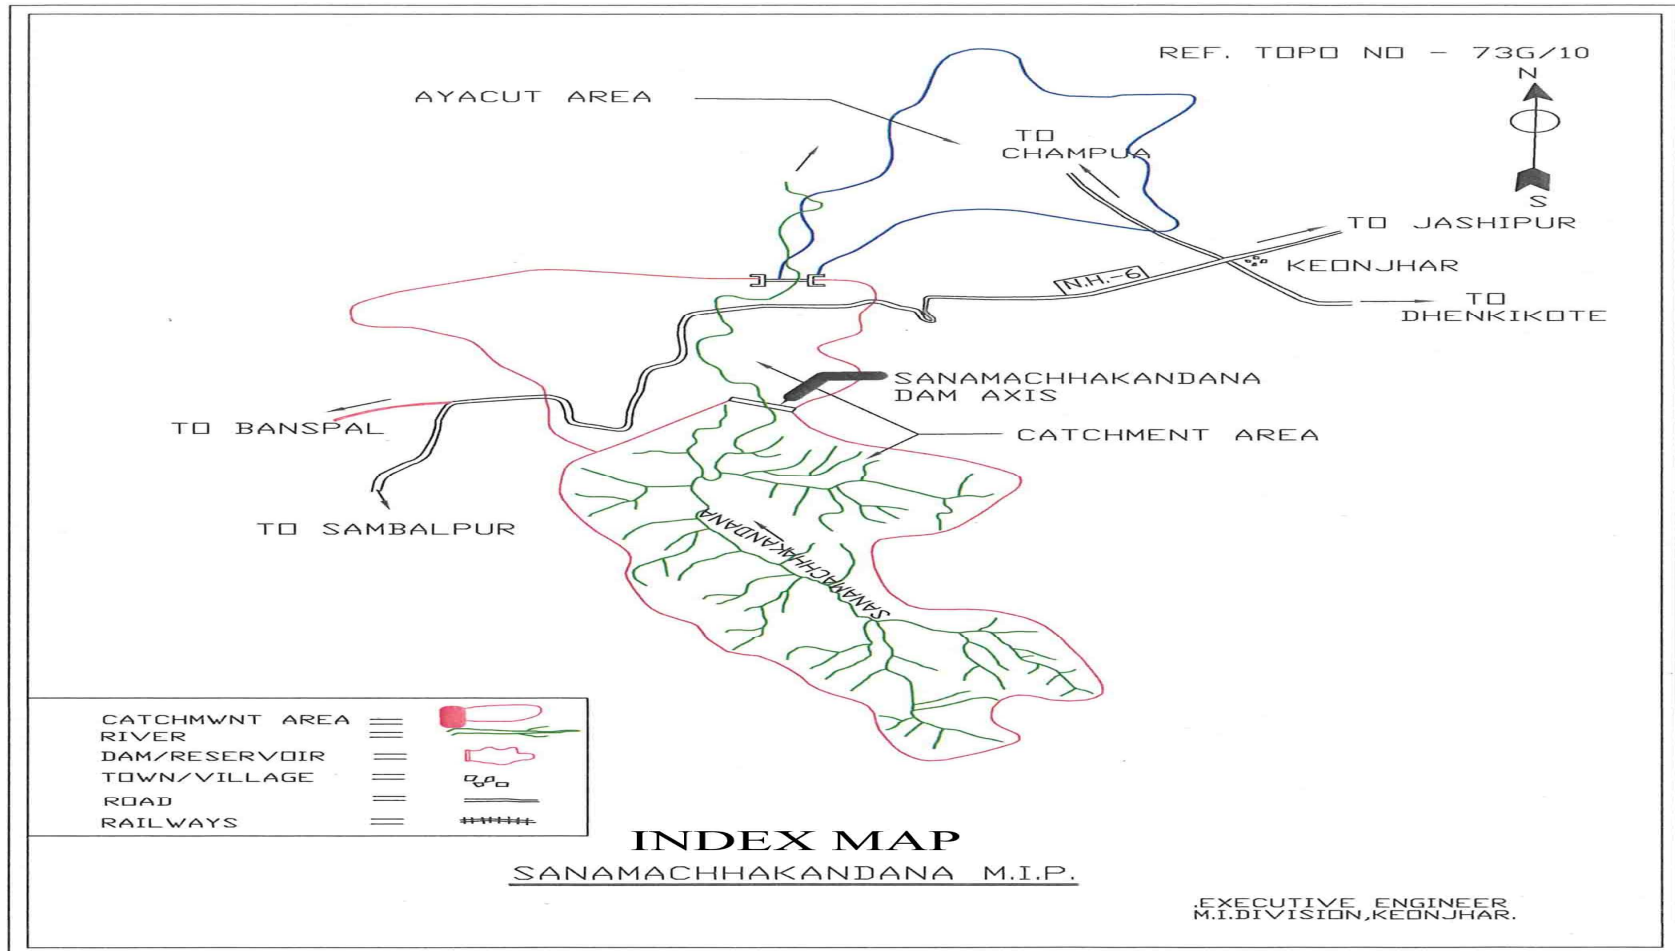 REF. TOPO NO - 73G/10
N
S
AYACUT AREA
TO
CHAMPUA
TO JASHIPUR
KEONJHAR
N.H.-6
TO
DHENKIKOTE
SANAMACHHAKANDANA
DAM AXIS
TO BANSPAL
CATCHMENT AREA
TO SAMBALPUR
SANAMACHHAKANDANA
CATCHMWNT AREA
RIVER
DAM/RESERVOIR
TOWN/VILLAGE
ROAD
RAILWAYS
INDEX MAP
SANAMACHHAKANDANA M.I.P.
.EXECUTIVE ENGINEER
M.I.DIVISION,KEONJHAR.